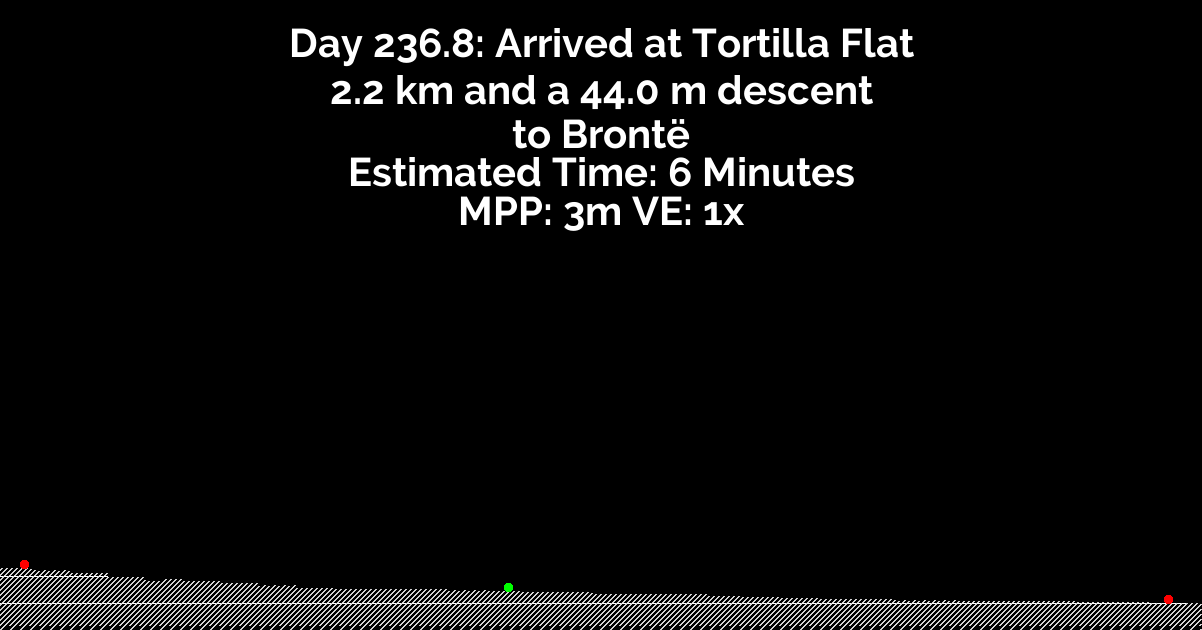 Day 236.8: Arrived at Tortilla Flat
2.2 km and a 44.0 m descent
to Brontë
Estimated Time: 6 Minutes
MPP: 3m VE: 1x